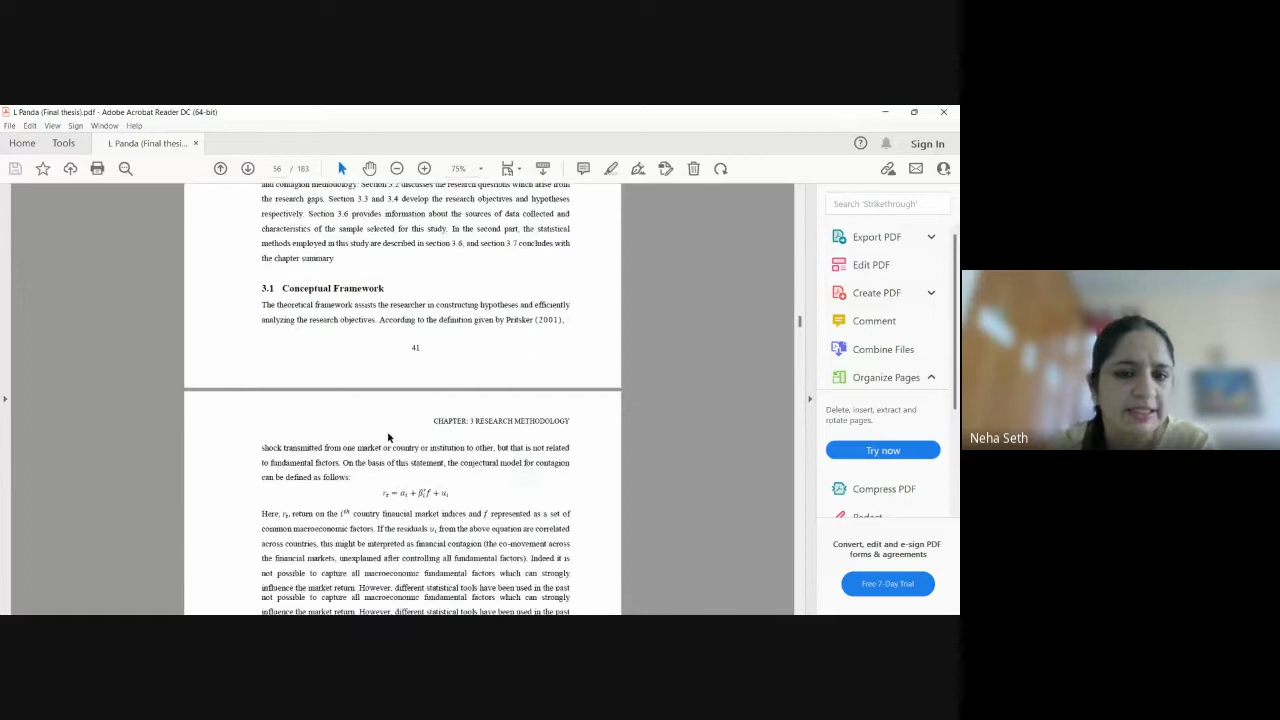 L Panda (Final thesis).pdf - Adobe Acrobat Reader DC (64-bit)
File Edit View Sign Window Help
Home Tools L Panda (Final thesi... × Sign In
56 / 183 75%
and contagion methodology. Section 3.2 discusses the research questions which arise from
the research gaps. Section 3.3 and 3.4 develop the research objectives and hypotheses
respectively. Section 3.6 provides information about the sources of data collected and
characteristics of the sample selected for this study. In the second part, the statistical
methods employed in this study are described in section 3.6, and section 3.7 concludes with
the chapter summary.
3.1 Conceptual Framework
The theoretical framework assists the researcher in constructing hypotheses and efficiently
analyzing the research objectives. According to the definition given by Pritsker (2001),
41
CHAPTER: 3 RESEARCH METHODOLOGY
shock transmitted from one market or country or institution to other, but that is not related
to fundamental factors. On the basis of this statement, the conjectural model for contagion
can be defined as follows:
Here, return on the iᵗʰ country financial market indices and f represented as a set of
common macroeconomic factors. If the residuals uᵢ from the above equation are correlated
across countries, this might be interpreted as financial contagion (the co-movement across
the financial markets, unexplained after controlling all fundamental factors). Indeed it is
not possible to capture all macroeconomic fundamental factors which can strongly
influence the market return. However, different statistical tools have been used in the past
not possible to capture all macroeconomic fundamental factors which can strongly
influence the market return. However, different statistical tools have been used in the past
Search 'Strikethrough'
Export PDF
Edit PDF
Create PDF
Comment
Combine Files
Organize Pages
Delete, insert, extract and
rotate pages.
Try now
Compress PDF
Redact
Convert, edit and e-sign PDF
forms & agreements
Free 7-Day Trial
Neha Seth